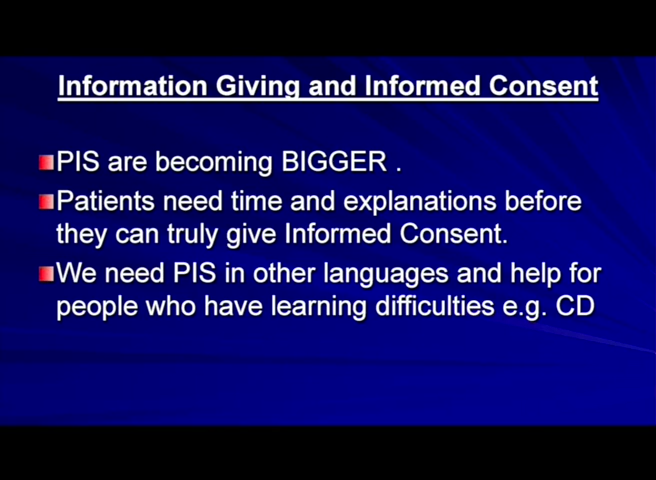 Information Giving and Informed Consent
PIS are becoming BIGGER .
Patients need time and explanations before
they can truly give Informed Consent.
We need PIS in other languages and help for
people who have learning difficulties e.g. CD